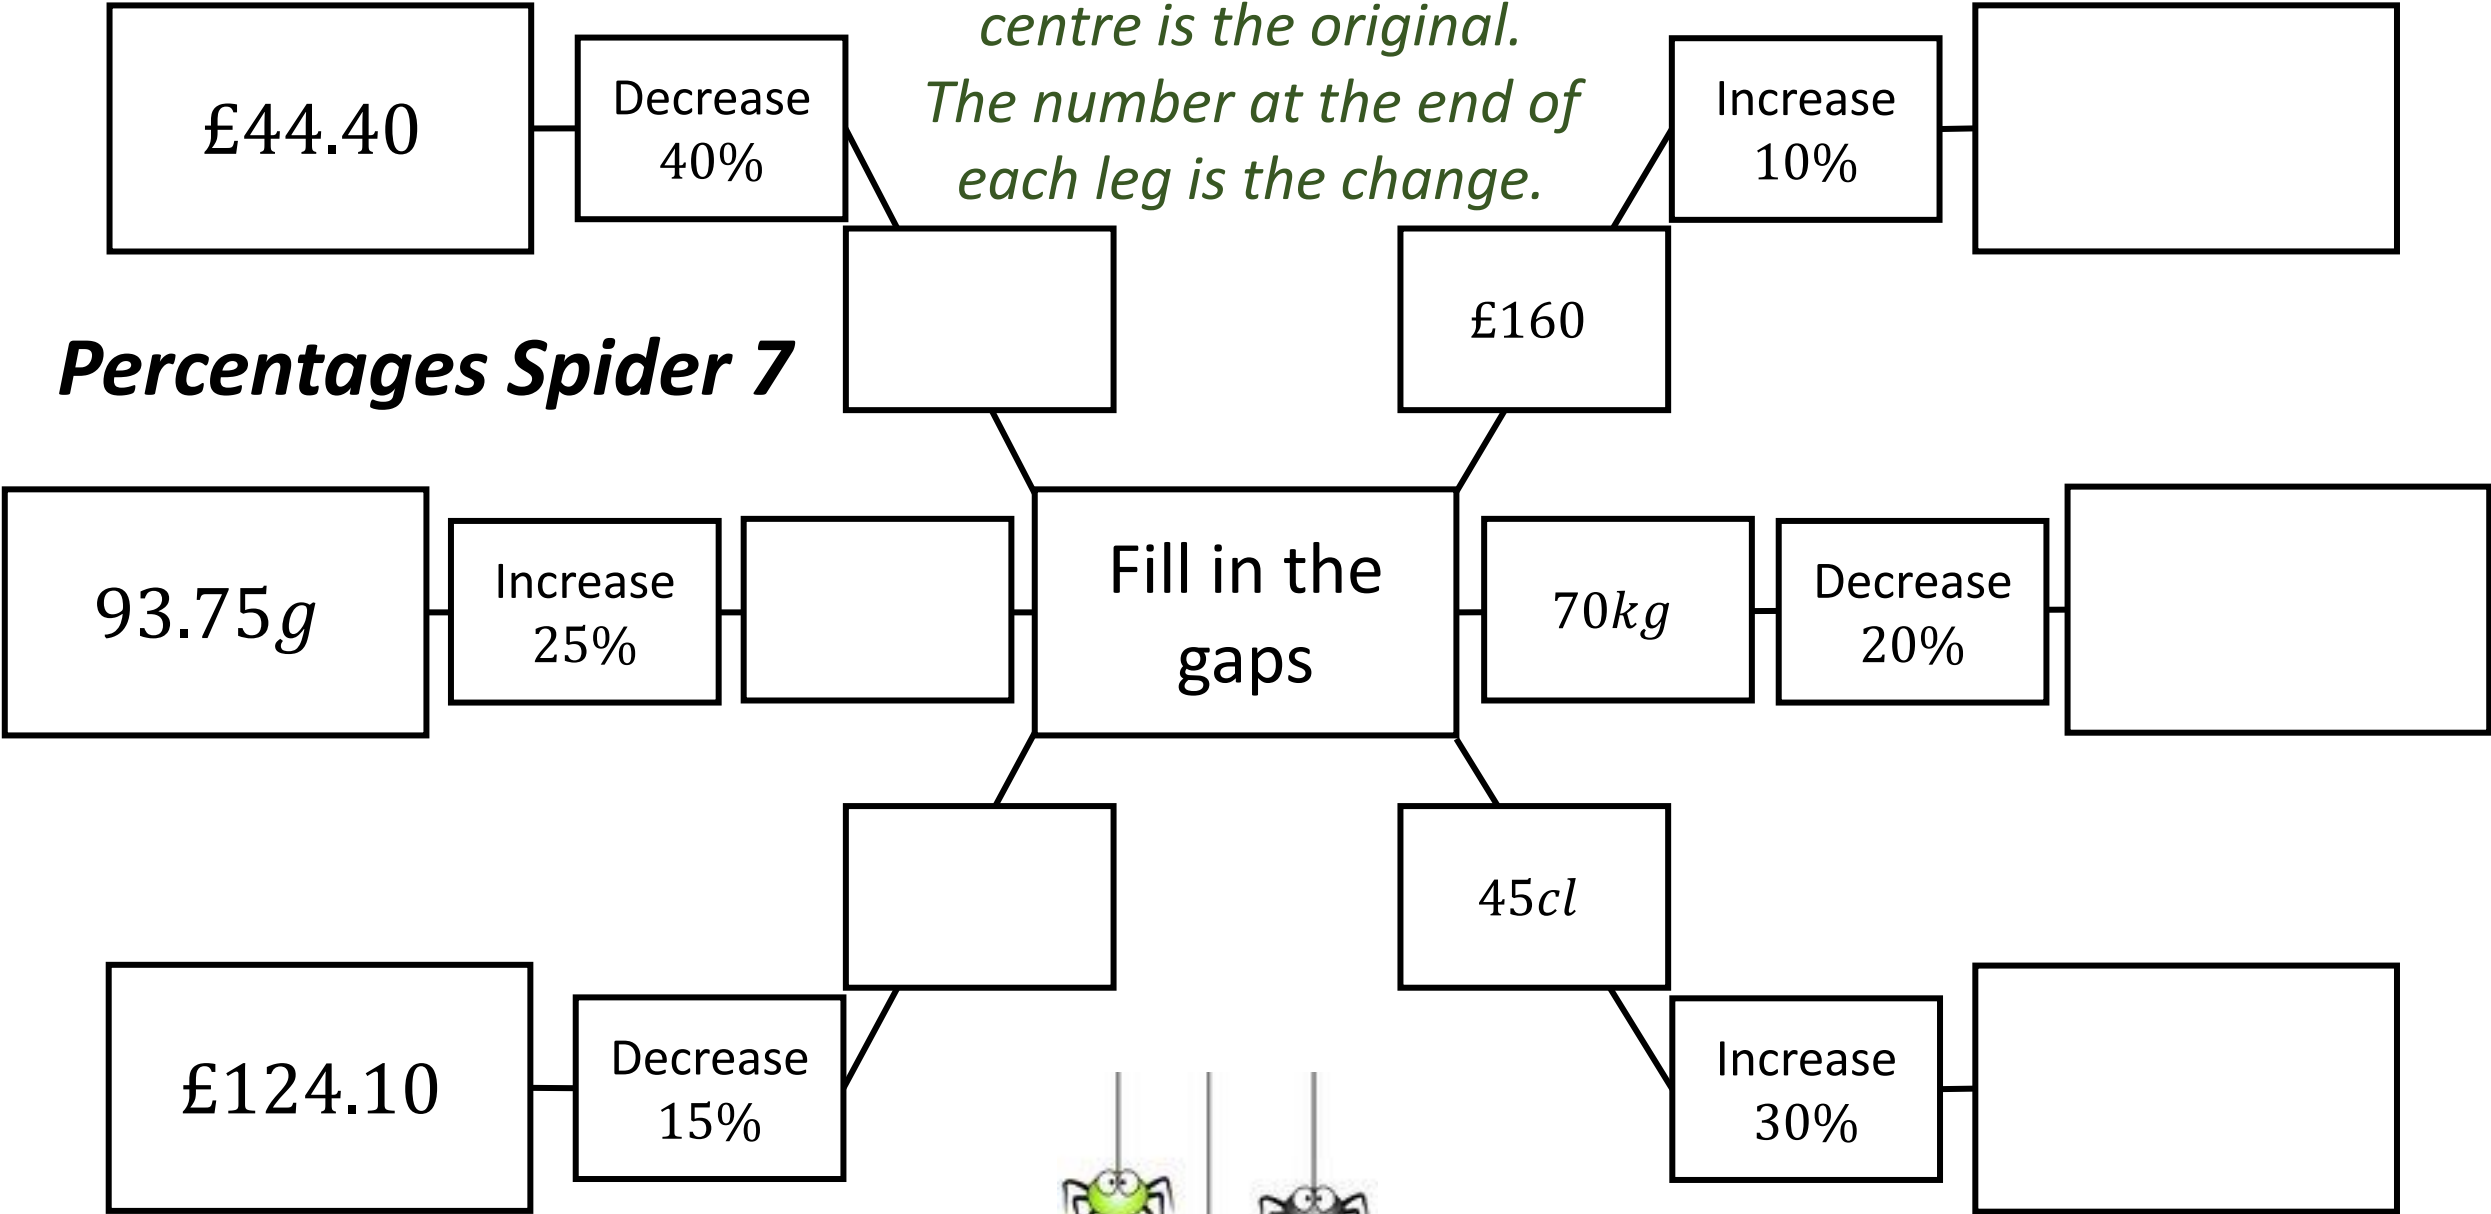 centre is the original.
The number at the end of
each leg is the change.
£44.40
Decrease
40%
Increase
10%
£160
Percentages Spider 7
93.75g
Increase
25%
Fill in the
gaps
70kg
Decrease
20%
45cl
£124.10
Decrease
15%
Increase
30%